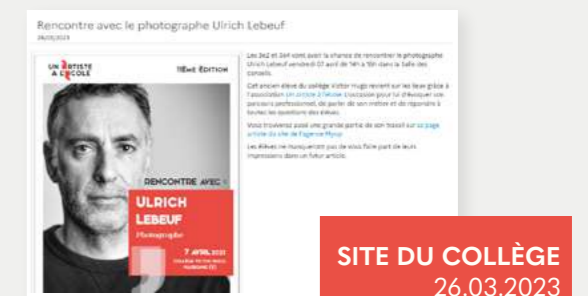 Rencontre avec le photographe Ulrich Lebeuf
26/03/2023
UN ARTISTE
À L'ÉCOLE
11ÈME ÉDITION
RENCONTRE AVEC
ULRICH
LEBEUF
Photographe
7 AVRIL 2023
Les 3e2 et 3e4 vont avoir la chance de rencontrer le photographe
Ulrich Lebeuf vendredi 07 avril de 14h à 16h dans la Salle des
conseils.
Cet ancien élève du collège Victor Hugo revient sur les lieux grâce à
l'association Un artiste à l'école. L'occasion pour lui d'évoquer son
parcours professionnel, de parler de son métier et de répondre à
toutes les questions des élèves.
Vous trouverez aussi une grande partie de son travail sur sa page
article du site de l'agence Myop
Les élèves ne manqueront pas de vous faire part de leurs
impressions dans un futur article.
SITE DU COLLÈGE
26.03.2023